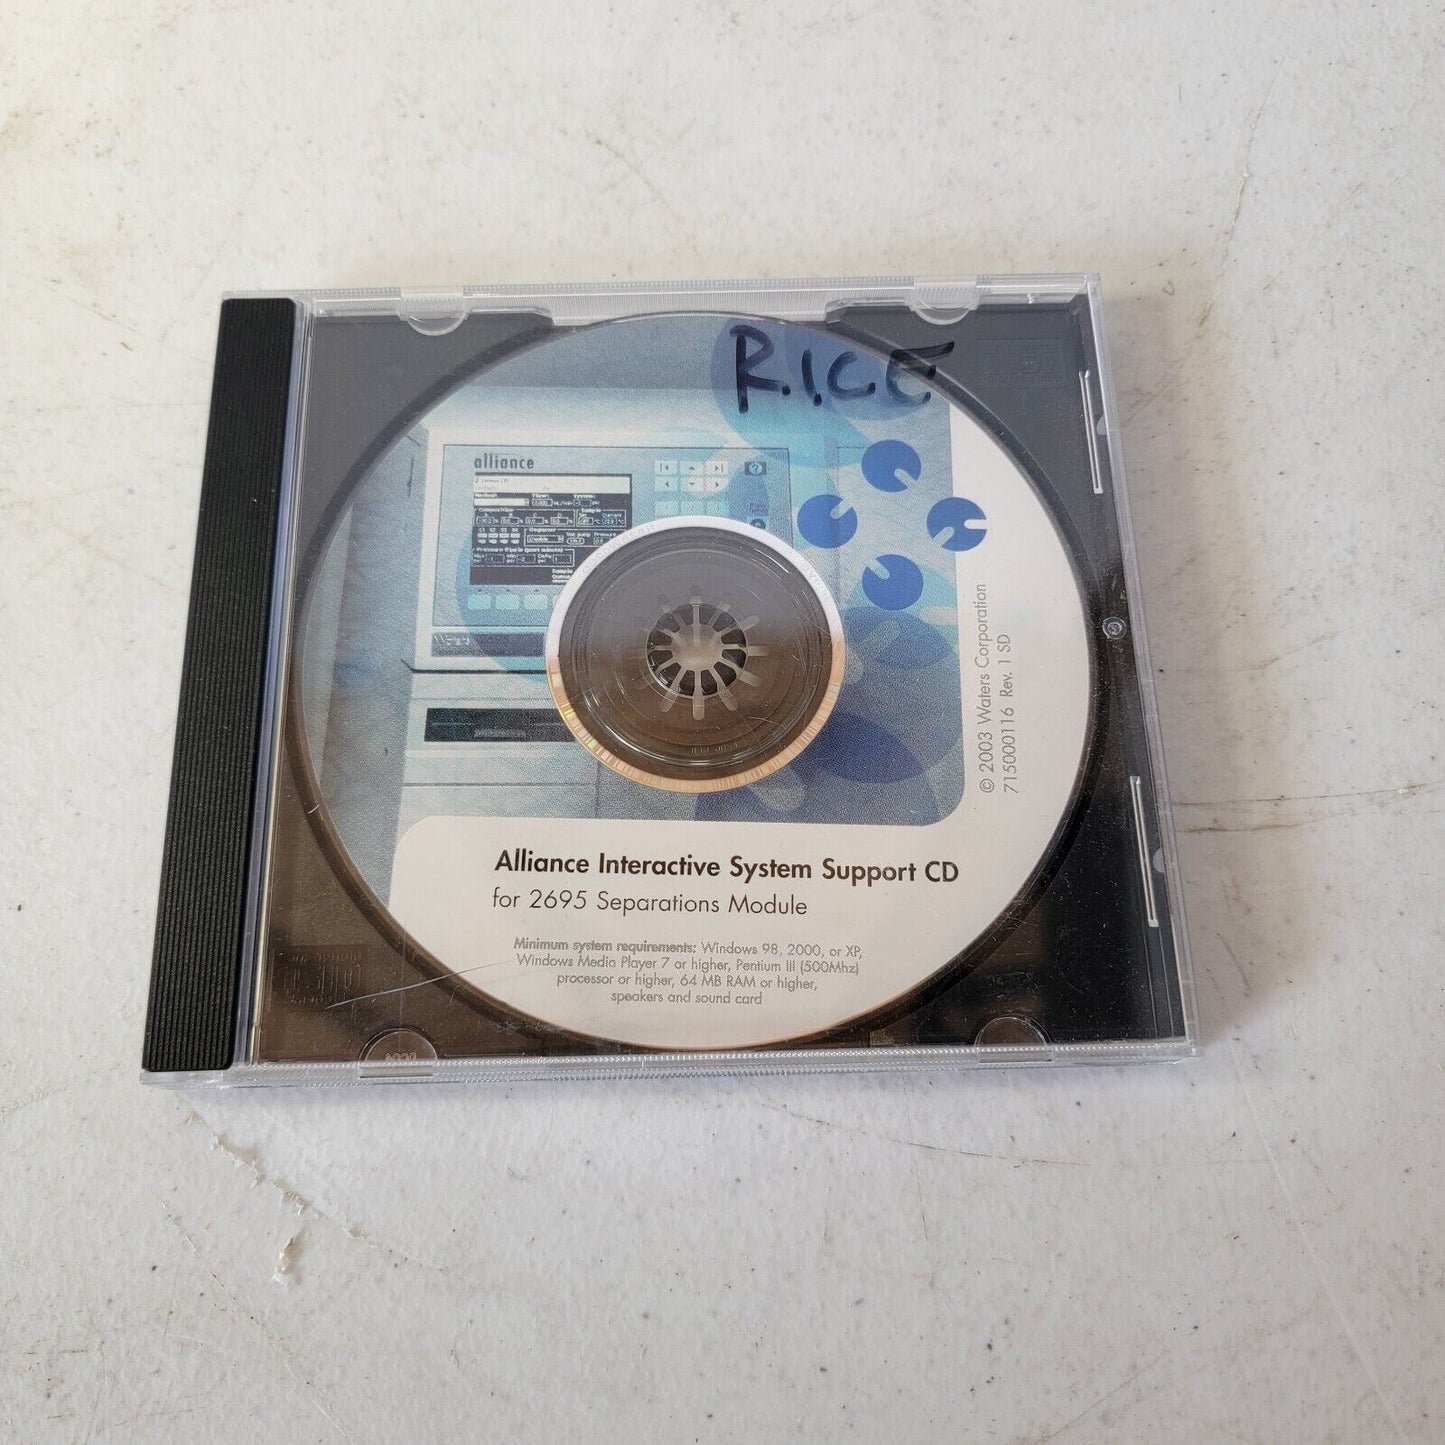 R.ICE
alliance
Alliance Interactive System Support CD
for 2695 Separations Module
Minimum system requirements: Windows 98, 2000, or XP,
Windows Media Player 7 or higher, Pentium III (500Mhz)
processor or higher, 64 MB RAM or higher,
speakers and sound card
© 2003 Waters Corporation
715000116 Rev. 1 SD